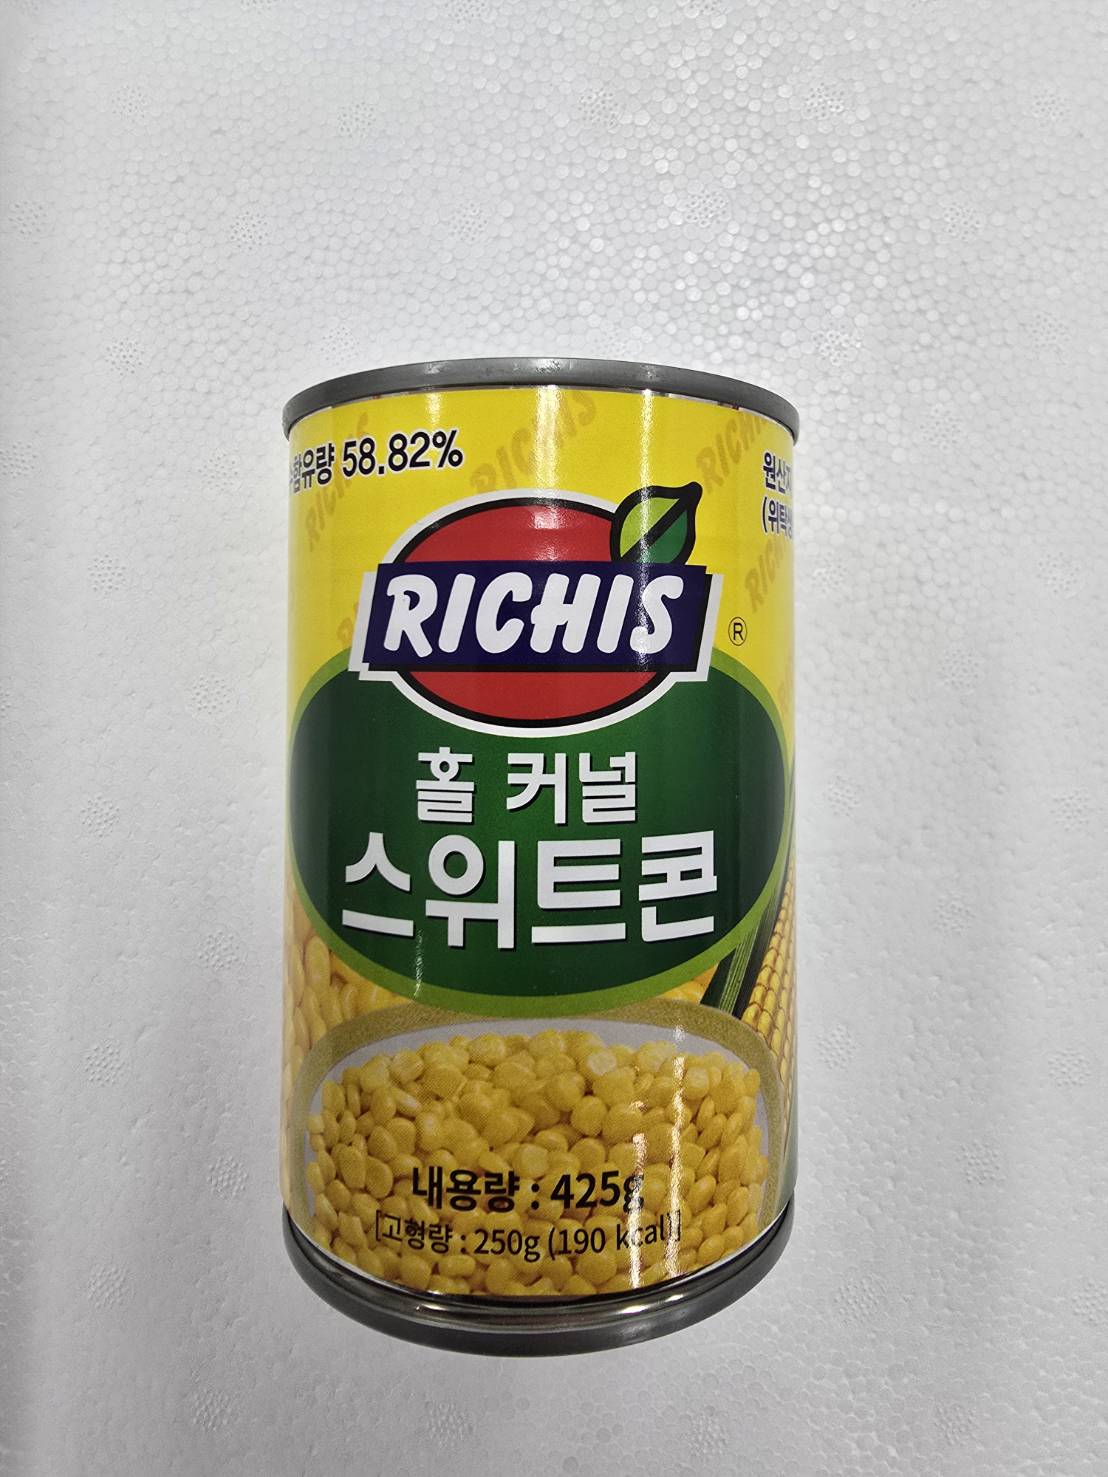 함유량 58.82%
RICHIS
®
홀 커널
스위트콘
내용량 : 425g
[고형량 : 250g (190 kcal)]